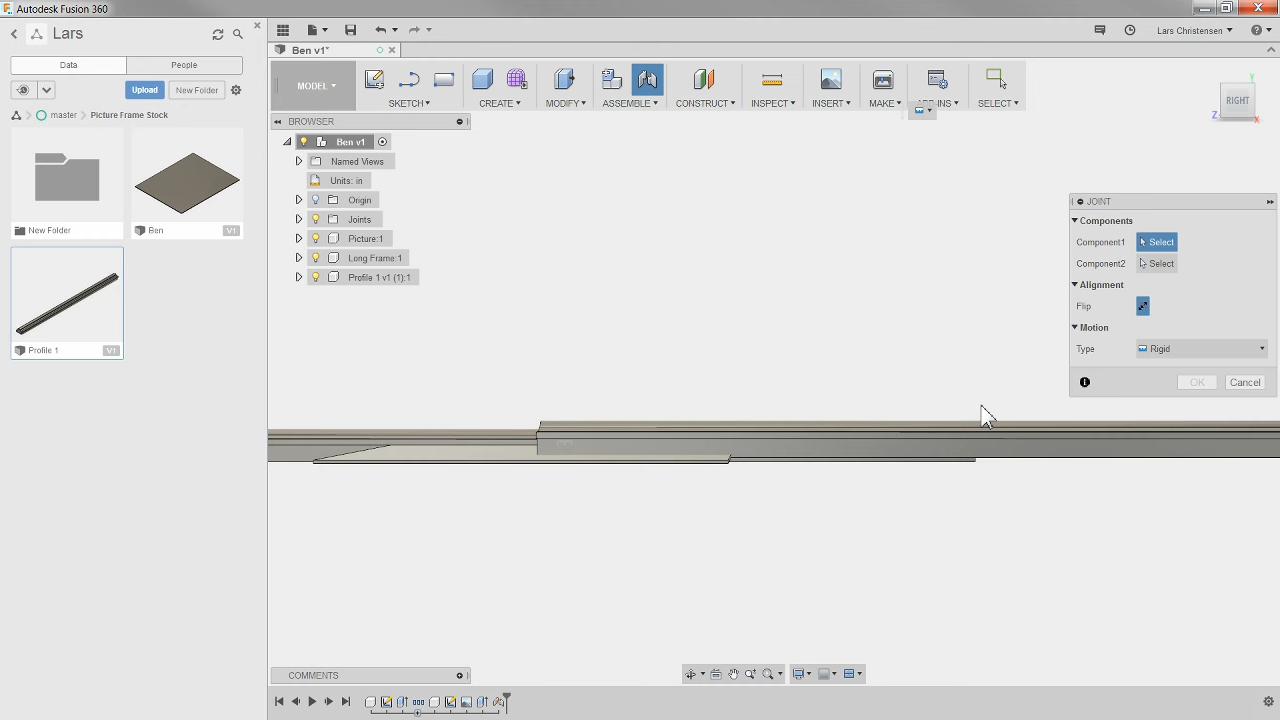 Autodesk Fusion 360
Lars
Lars Christensen
Ben v1*
Data
People
MODEL
SKETCH
CREATE
MODIFY
ASSEMBLE
CONSTRUCT
INSPECT
INSERT
MAKE
ADD-INS
SELECT
Upload
New Folder
RIGHT
Y
Z
X
master
Picture Frame Stock
BROWSER
Ben v1
Named Views
Units: in
Origin
Joints
Picture:1
Long Frame:1
Profile 1 v1 (1):1
New Folder
Ben
V1
Profile 1
V1
JOINT
Components
Component1
Select
Component2
Select
Alignment
Flip
Motion
Type
Rigid
OK
Cancel
COMMENTS